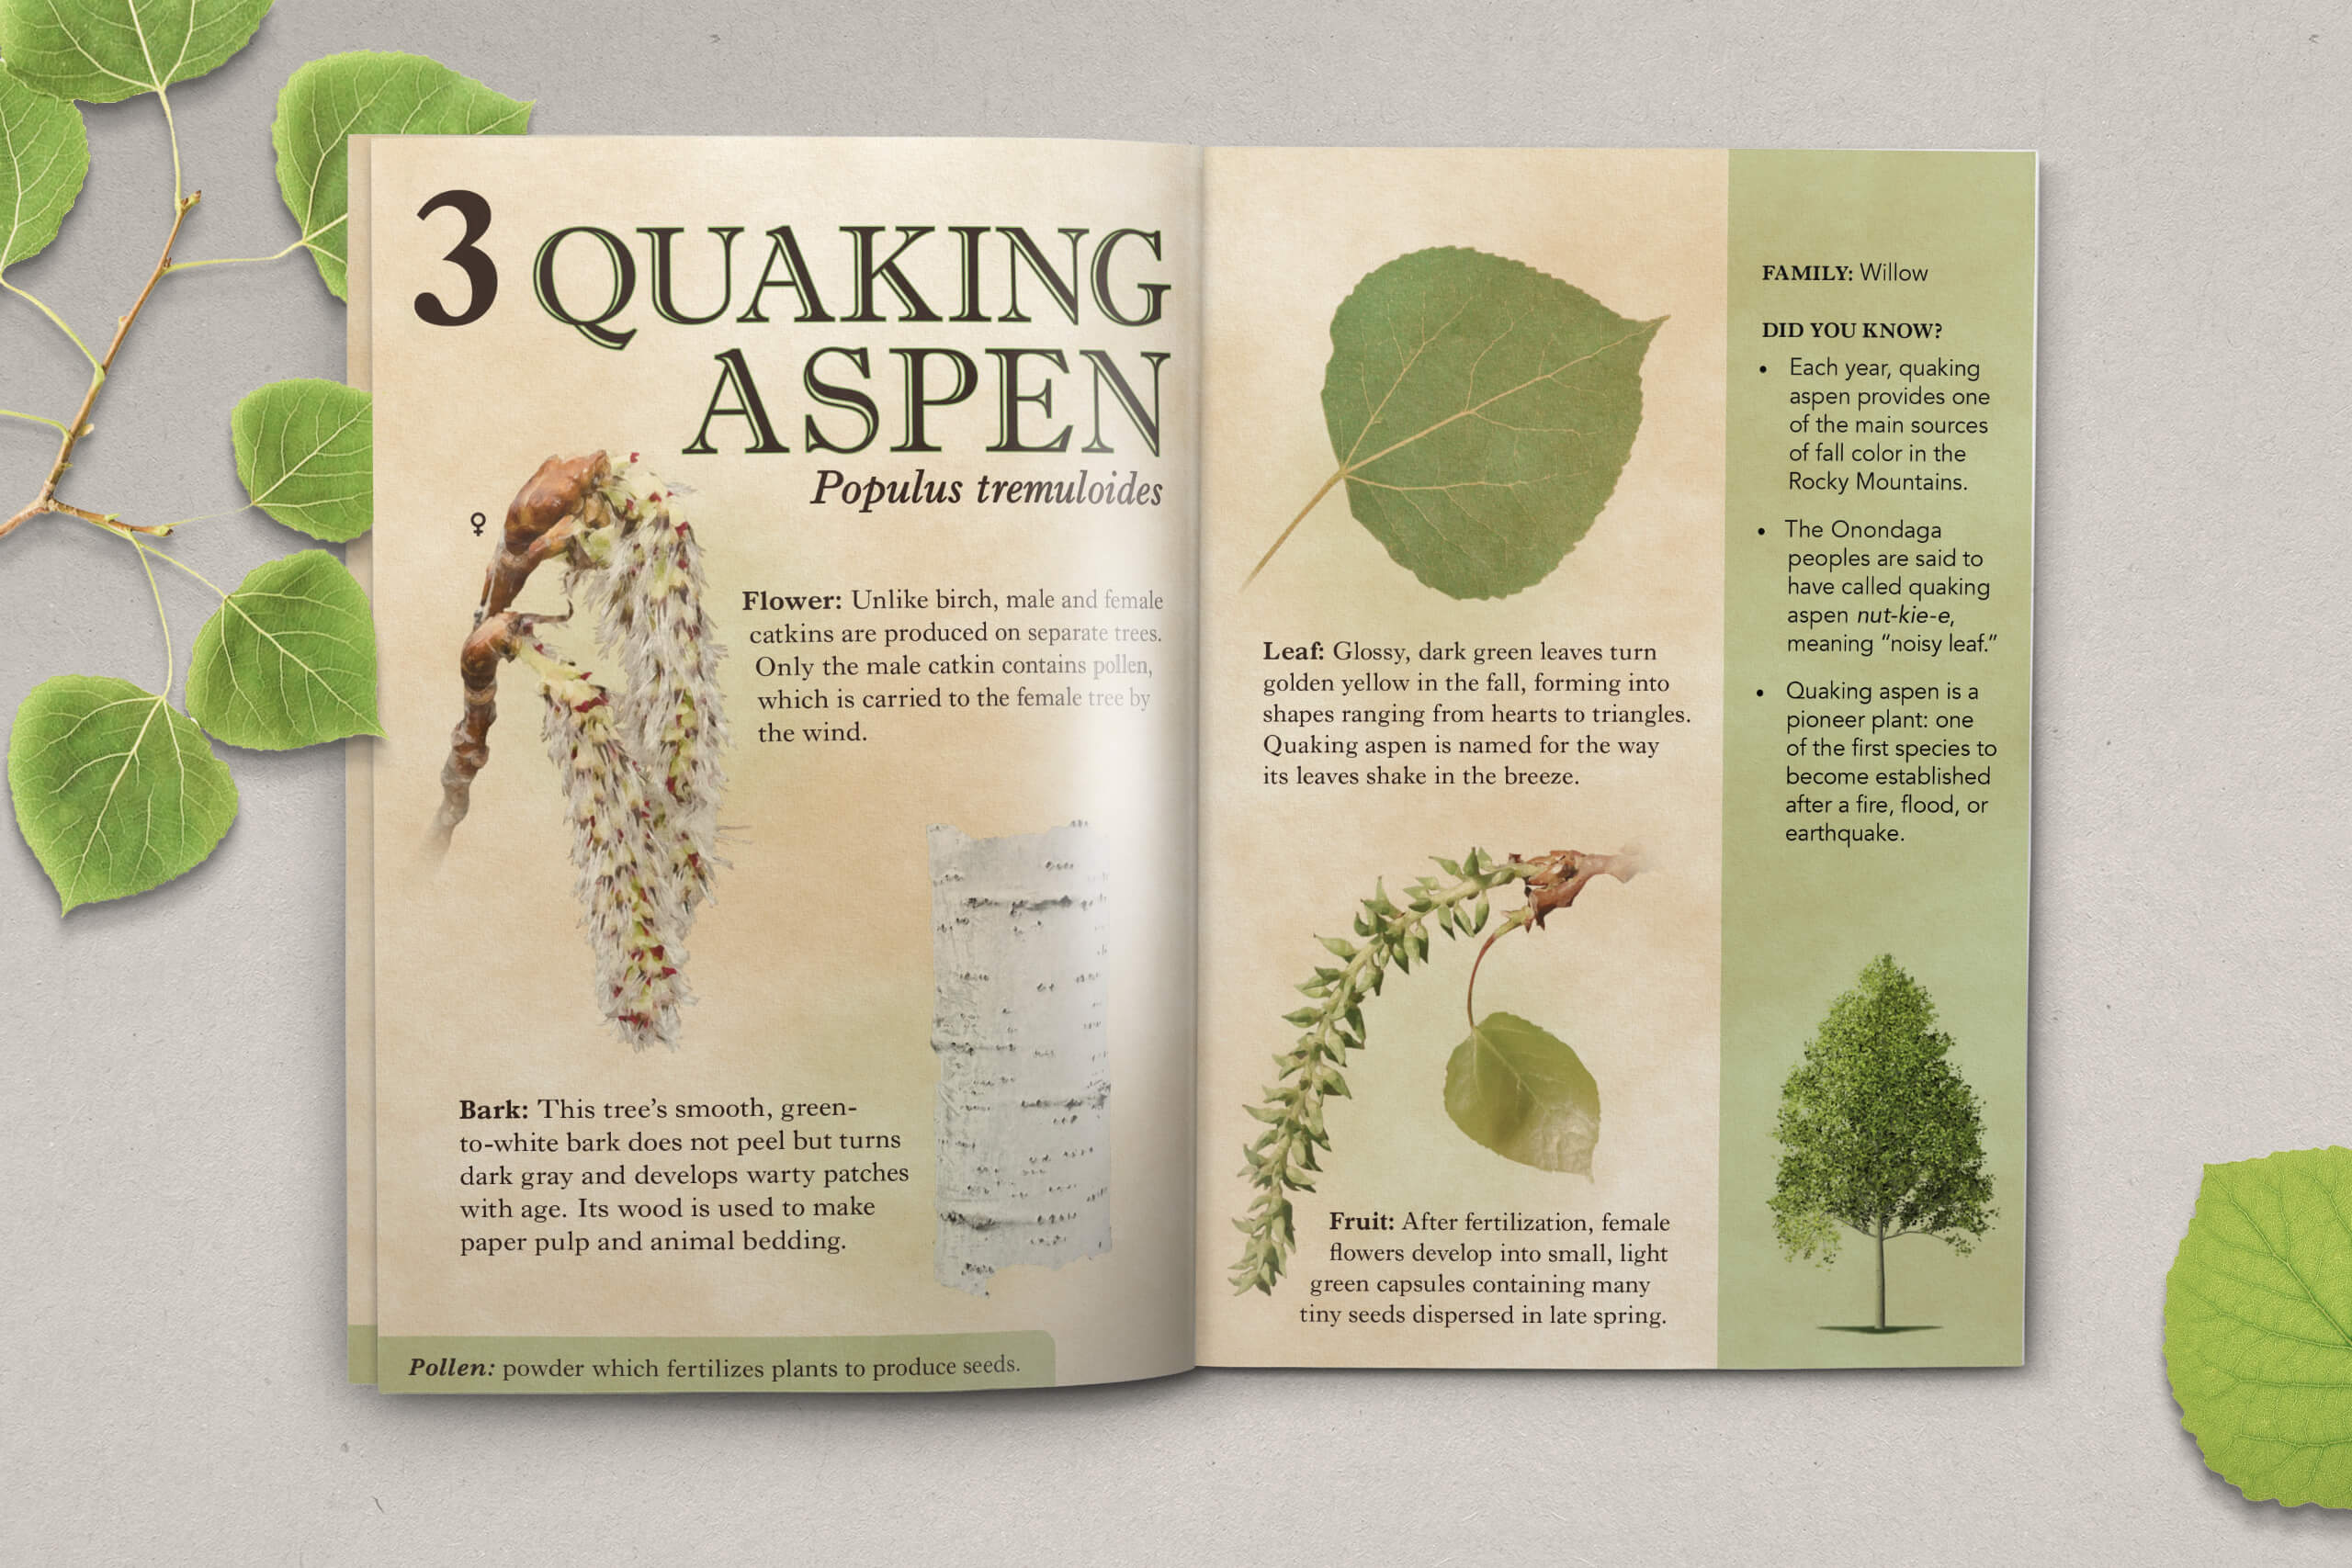 3 QUAKING
ASPEN
Populus tremuloides
♀
Flower: Unlike birch, male and female
catkins are produced on separate trees.
Only the male catkin contains pollen,
which is carried to the female tree by
the wind.
Bark: This tree’s smooth, green-
to-white bark does not peel but turns
dark gray and develops warty patches
with age. Its wood is used to make
paper pulp and animal bedding.
Pollen: powder which fertilizes plants to produce seeds.
Leaf: Glossy, dark green leaves turn
golden yellow in the fall, forming into
shapes ranging from hearts to triangles.
Quaking aspen is named for the way
its leaves shake in the breeze.
Fruit: After fertilization, female
flowers develop into small, light
green capsules containing many
tiny seeds dispersed in late spring.
FAMILY: Willow
DID YOU KNOW?
• Each year, quaking
aspen provides one
of the main sources
of fall color in the
Rocky Mountains.
• The Onondaga
peoples are said to
have called quaking
aspen nut-kie-e,
meaning “noisy leaf.”
• Quaking aspen is a
pioneer plant: one
of the first species to
become established
after a fire, flood, or
earthquake.